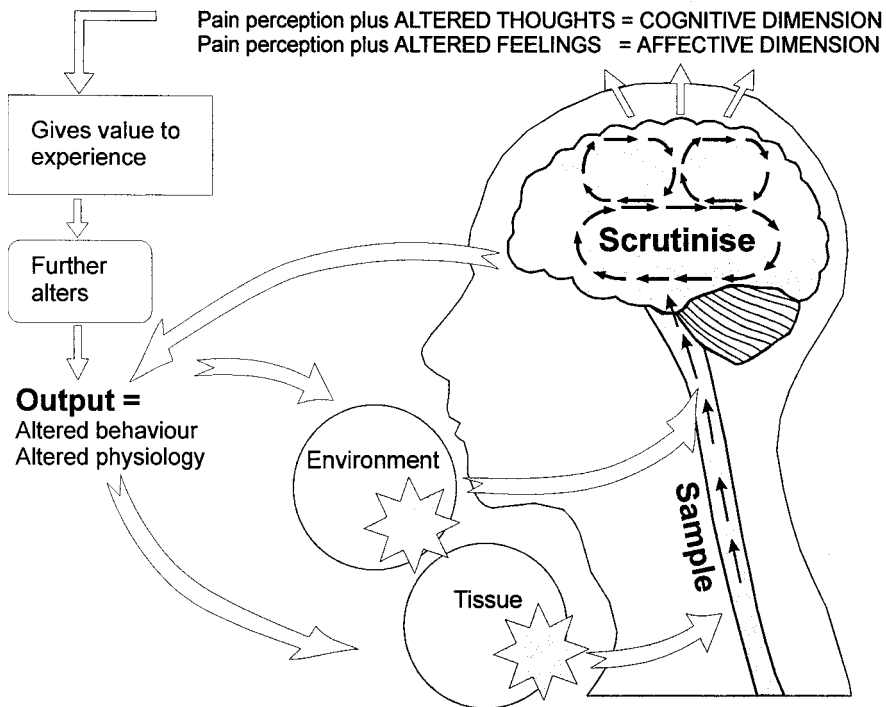 Pain perception plus ALTERED THOUGHTS = COGNITIVE DIMENSION
Pain perception plus ALTERED FEELINGS = AFFECTIVE DIMENSION
Gives value to
experience
Further
alters
Output =
Altered behaviour
Altered physiology
Scrutinise
Environment
Tissue
Sample